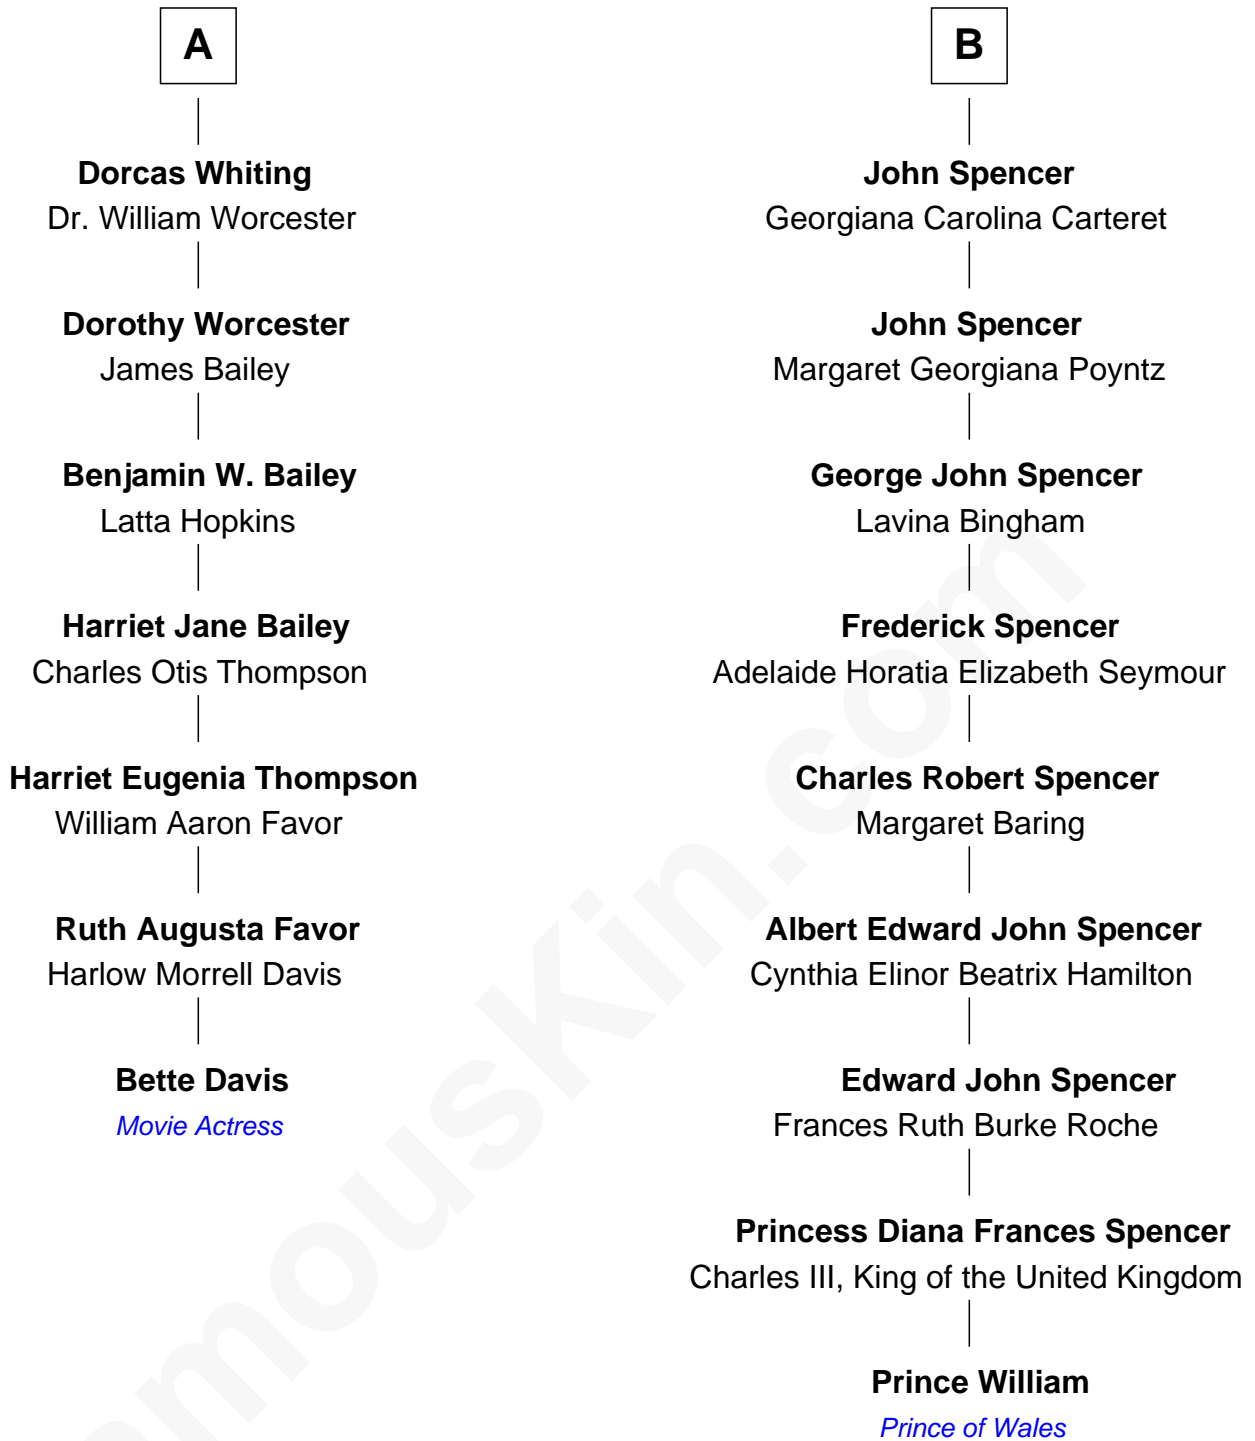 A
Dorcas Whiting
Dr. William Worcester
Dorothy Worcester
James Bailey
Benjamin W. Bailey
Latta Hopkins
Harriet Jane Bailey
Charles Otis Thompson
Harriet Eugenia Thompson
William Aaron Favor
Ruth Augusta Favor
Harlow Morrell Davis
Bette Davis
Movie Actress
B
John Spencer
Georgiana Carolina Carteret
John Spencer
Margaret Georgiana Poyntz
George John Spencer
Lavina Bingham
Frederick Spencer
Adelaide Horatia Elizabeth Seymour
Charles Robert Spencer
Margaret Baring
Albert Edward John Spencer
Cynthia Elinor Beatrix Hamilton
Edward John Spencer
Frances Ruth Burke Roche
Princess Diana Frances Spencer
Charles III, King of the United Kingdom
Prince William
Prince of Wales
amouskin.com